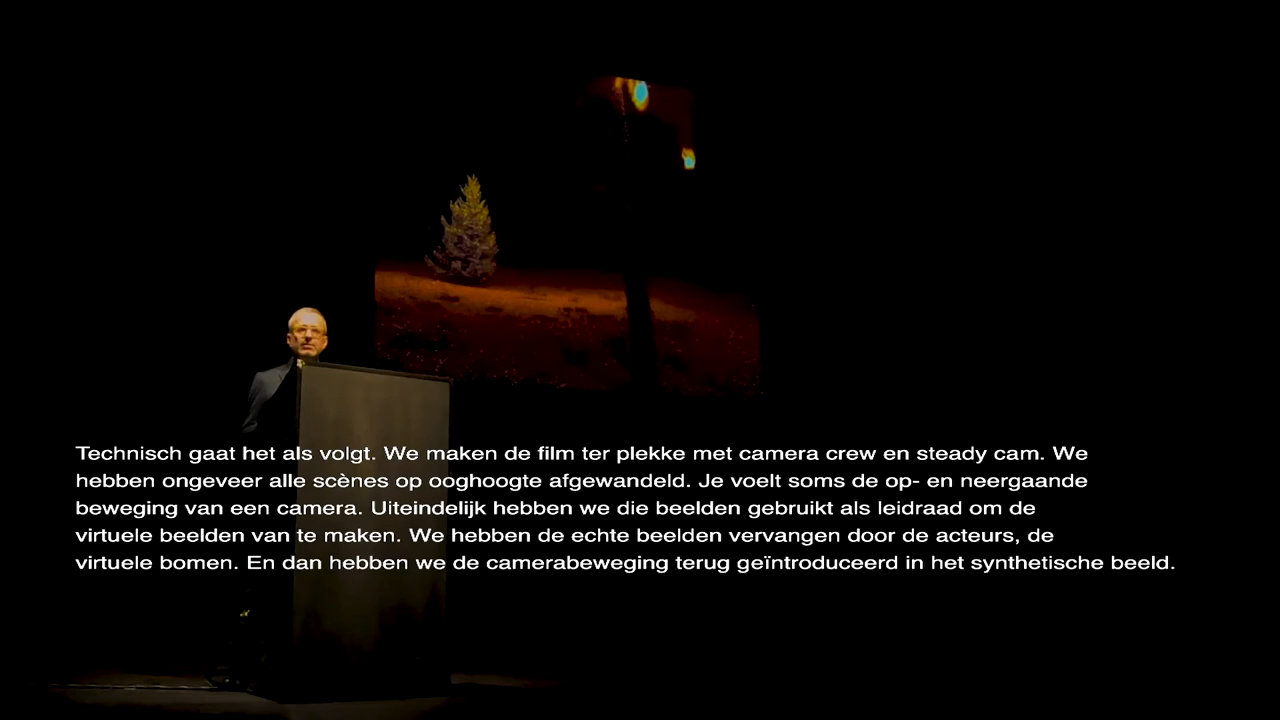 Technisch gaat het als volgt. We maken de film ter plekke met camera crew en steady cam. We
hebben ongeveer alle scènes op ooghoogte afgewandeld. Je voelt soms de op- en neergaande
beweging van een camera. Uiteindelijk hebben we die beelden gebruikt als leidraad om de
virtuele beelden van te maken. We hebben de echte beelden vervangen door de acteurs, de
virtuele bomen. En dan hebben we de camerabeweging terug geïntroduceerd in het synthetische beeld.